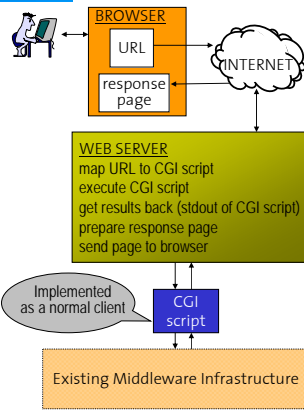 BROWSER
URL
INTERNET
response
page
WEB SERVER
map URL to CGI script
execute CGI script
get results back (stdout of CGI script)
prepare response page
send page to browser
Implemented
as a normal client
CGI
script
Existing Middleware Infrastructure